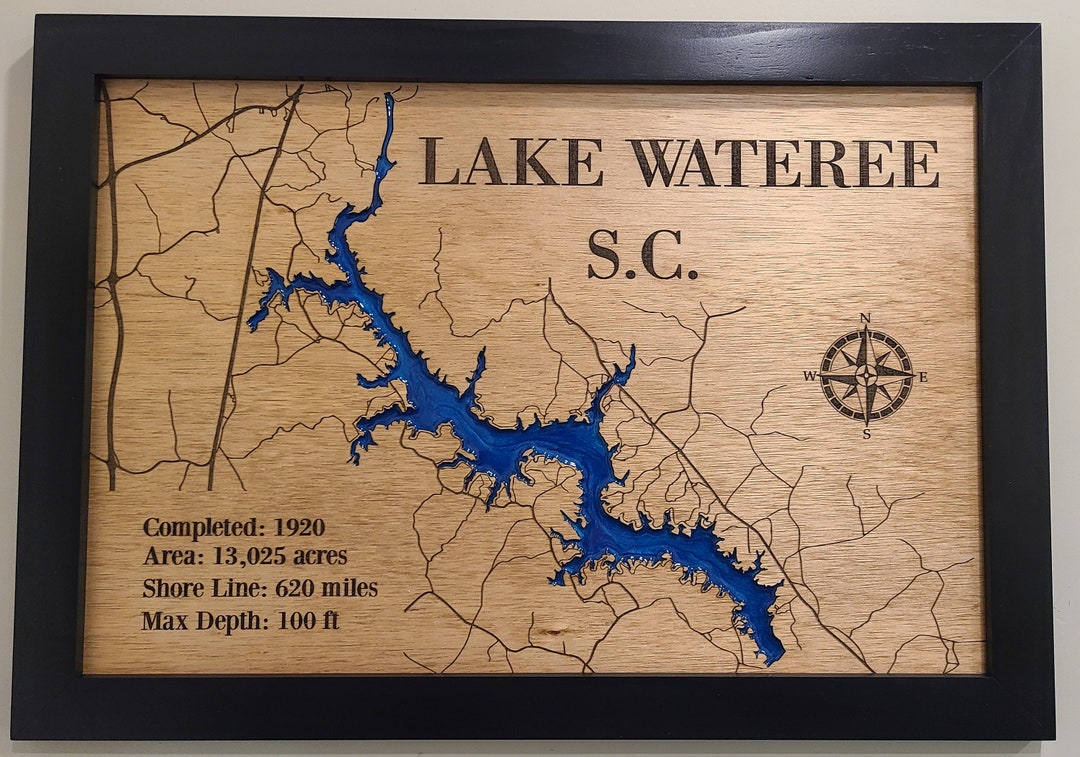 LAKE WATEREE
S.C.
N
W E
S
Completed: 1920
Area: 13,025 acres
Shore Line: 620 miles
Max Depth: 100 ft